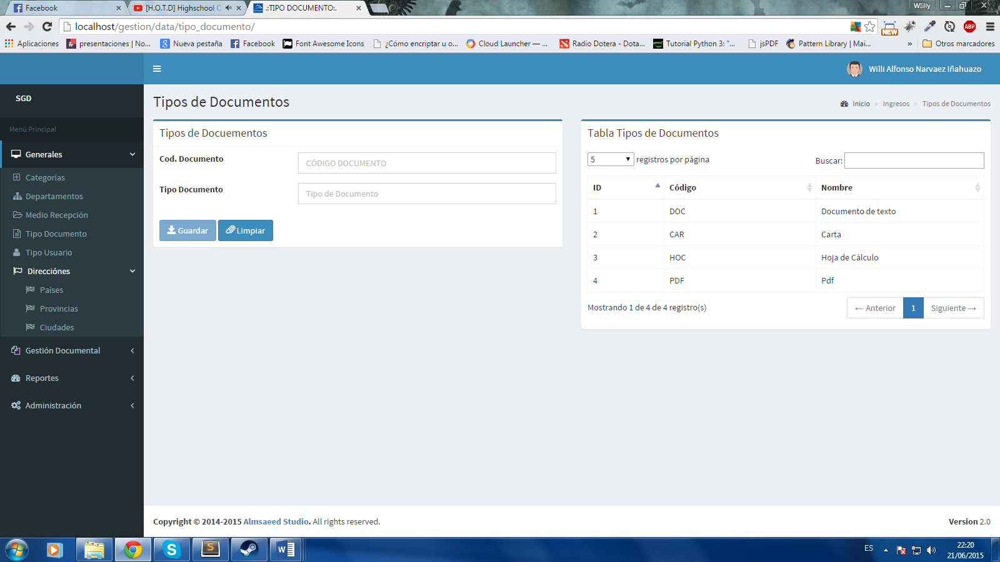 Facebook
[H.O.T.D] Highschool O
.:TIPO DOCUMENTO:.
Willy
localhost/gestion/data/tipo_documento/
NEW
ABP
Aplicaciones
presentaciones | No...
Nueva pestaña
Facebook
Font Awesome Icons
¿Cómo encriptar u o...
Cloud Launcher — ...
Radio Dotera - Dota...
Tutorial Python 3: "...
jsPDF
Pattern Library | Mai...
»
Otros marcadores
Willi Alfonso Narvaez Iñahuazo
SGD
Menú Principal
Generales
Categorías
Departamentos
Medio Recepción
Tipo Documento
Tipo Usuario
Direcciónes
Países
Provincias
Ciudades
Gestión Documental
Reportes
Administración
Tipos de Documentos
Inicio > Ingresos > Tipos de Documentos
Tipos de Docuementos
Cod. Documento
CÓDIGO DOCUMENTO
Tipo Documento
Tipo de Documento
Guardar
Limpiar
Tabla Tipos de Documentos
5 registros por página
Buscar:
ID Código Nombre
1 DOC Documento de texto
2 CAR Carta
3 HOC Hoja de Cálculo
4 PDF Pdf
Mostrando 1 de 4 de 4 registro(s)
← Anterior 1 Siguiente →
Copyright © 2014-2015 Almsaeed Studio. All rights reserved.
Version 2.0
ES
22:20
21/06/2015